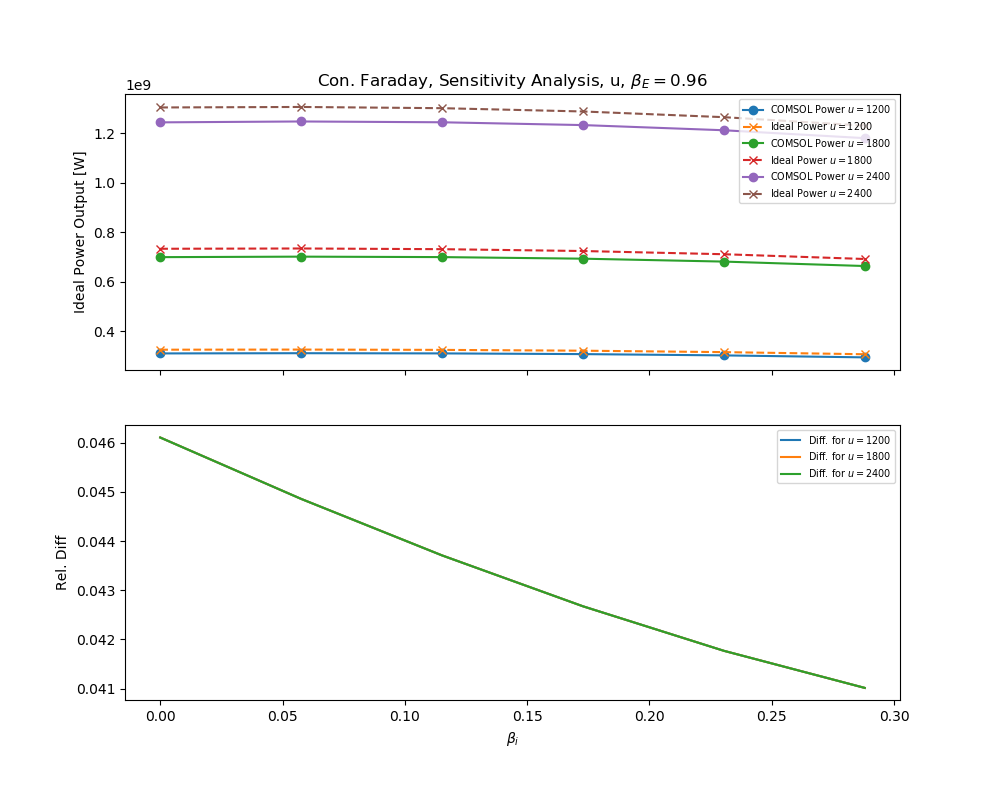 Con. Faraday, Sensitivity Analysis, u, $\beta_E = 0.96$
1e9
Ideal Power Output [W]
1.2
1.0
0.8
0.6
0.4
COMSOL Power $u = 1200$
Ideal Power $u = 1200$
COMSOL Power $u = 1800$
Ideal Power $u = 1800$
COMSOL Power $u = 2400$
Ideal Power $u = 2400$
Rel. Diff
0.046
0.045
0.044
0.043
0.042
0.041
Diff. for $u = 1200$
Diff. for $u = 1800$
Diff. for $u = 2400$
0.00 0.05 0.10 0.15 0.20 0.25 0.30
$\beta_i$